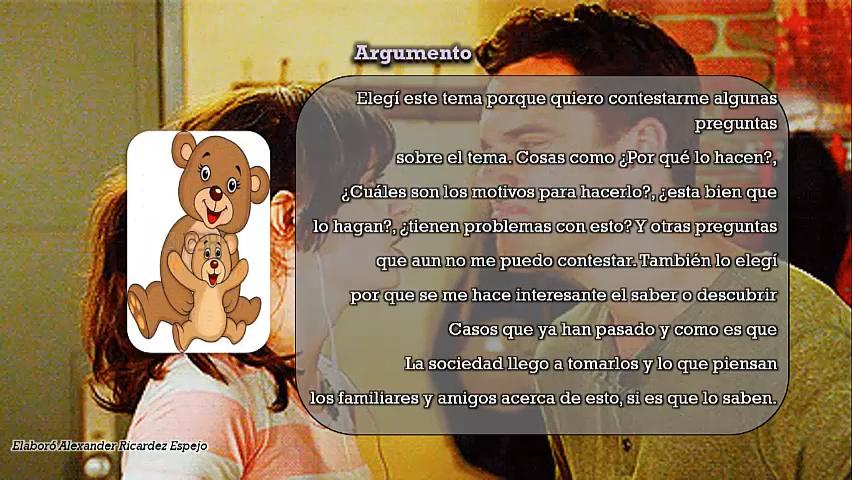 Argumento
Elegí este tema porque quiero contestarme algunas
preguntas
sobre el tema. Cosas como ¿Por qué lo hacen?,
¿Cuáles son los motivos para hacerlo?, ¿esta bien que
lo hagan?, ¿tienen problemas con esto? Y otras preguntas
que aun no me puedo contestar. También lo elegí
por que se me hace interesante el saber o descubrir
Casos que ya han pasado y como es que
La sociedad llego a tomarlos y lo que piensan
los familiares y amigos acerca de esto, si es que lo saben.
Elaboró Alexander Ricardez Espejo